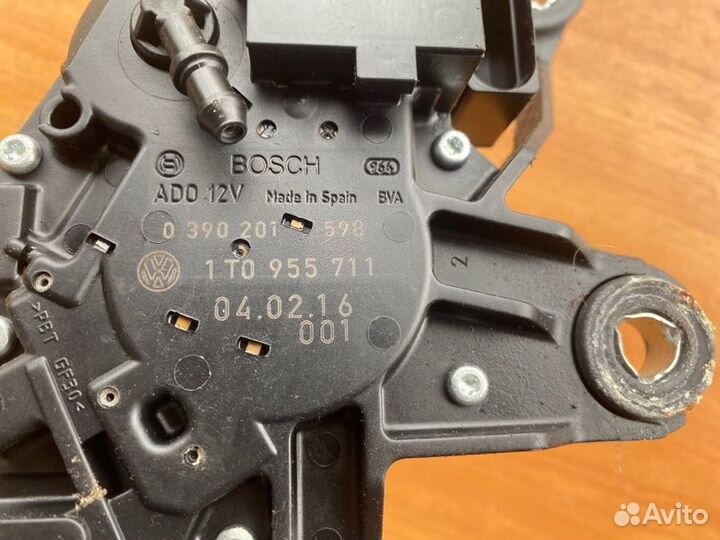 BOSCH
ADO 12V Made in Spain BVA
0 390 201 598
1T0 955 711
04.02.16
001
2
>PBT GF30<
Avito